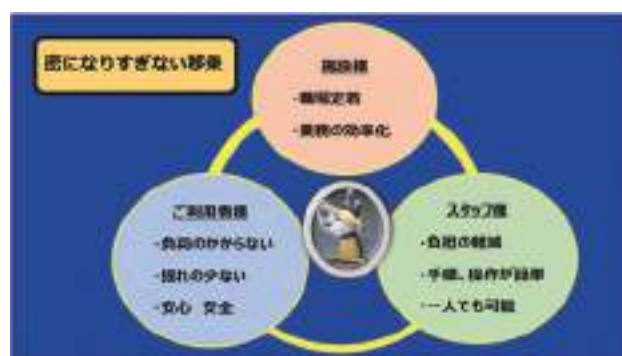 密になりすぎない移乗
施設様
・職場定着
・業務の効率化
ご利用者様
・負荷のかからない
・揺れの少ない
・安心 安全
スタッフ様
・負担の軽減
・手順、操作が簡単
・一人でも可能